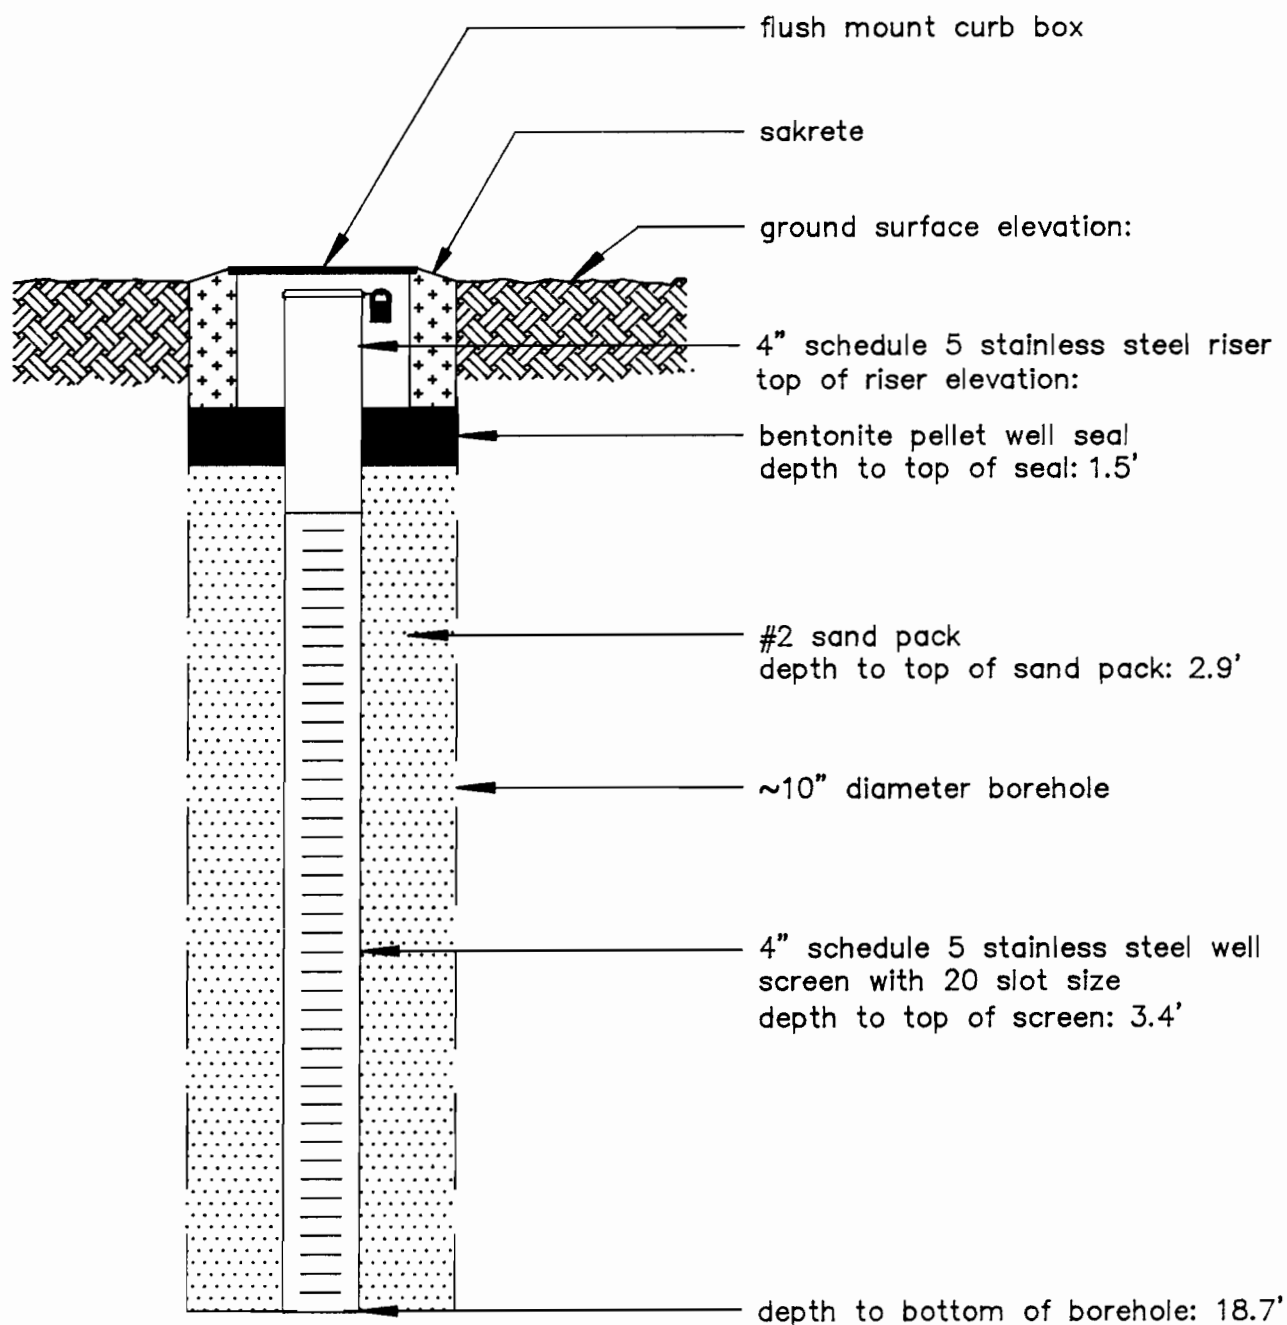 flush mount curb box
sakrete
ground surface elevation:
4" schedule 5 stainless steel riser
top of riser elevation:
bentonite pellet well seal
depth to top of seal: 1.5'
#2 sand pack
depth to top of sand pack: 2.9'
~10" diameter borehole
4" schedule 5 stainless steel well
screen with 20 slot size
depth to top of screen: 3.4'
depth to bottom of borehole: 18.7'